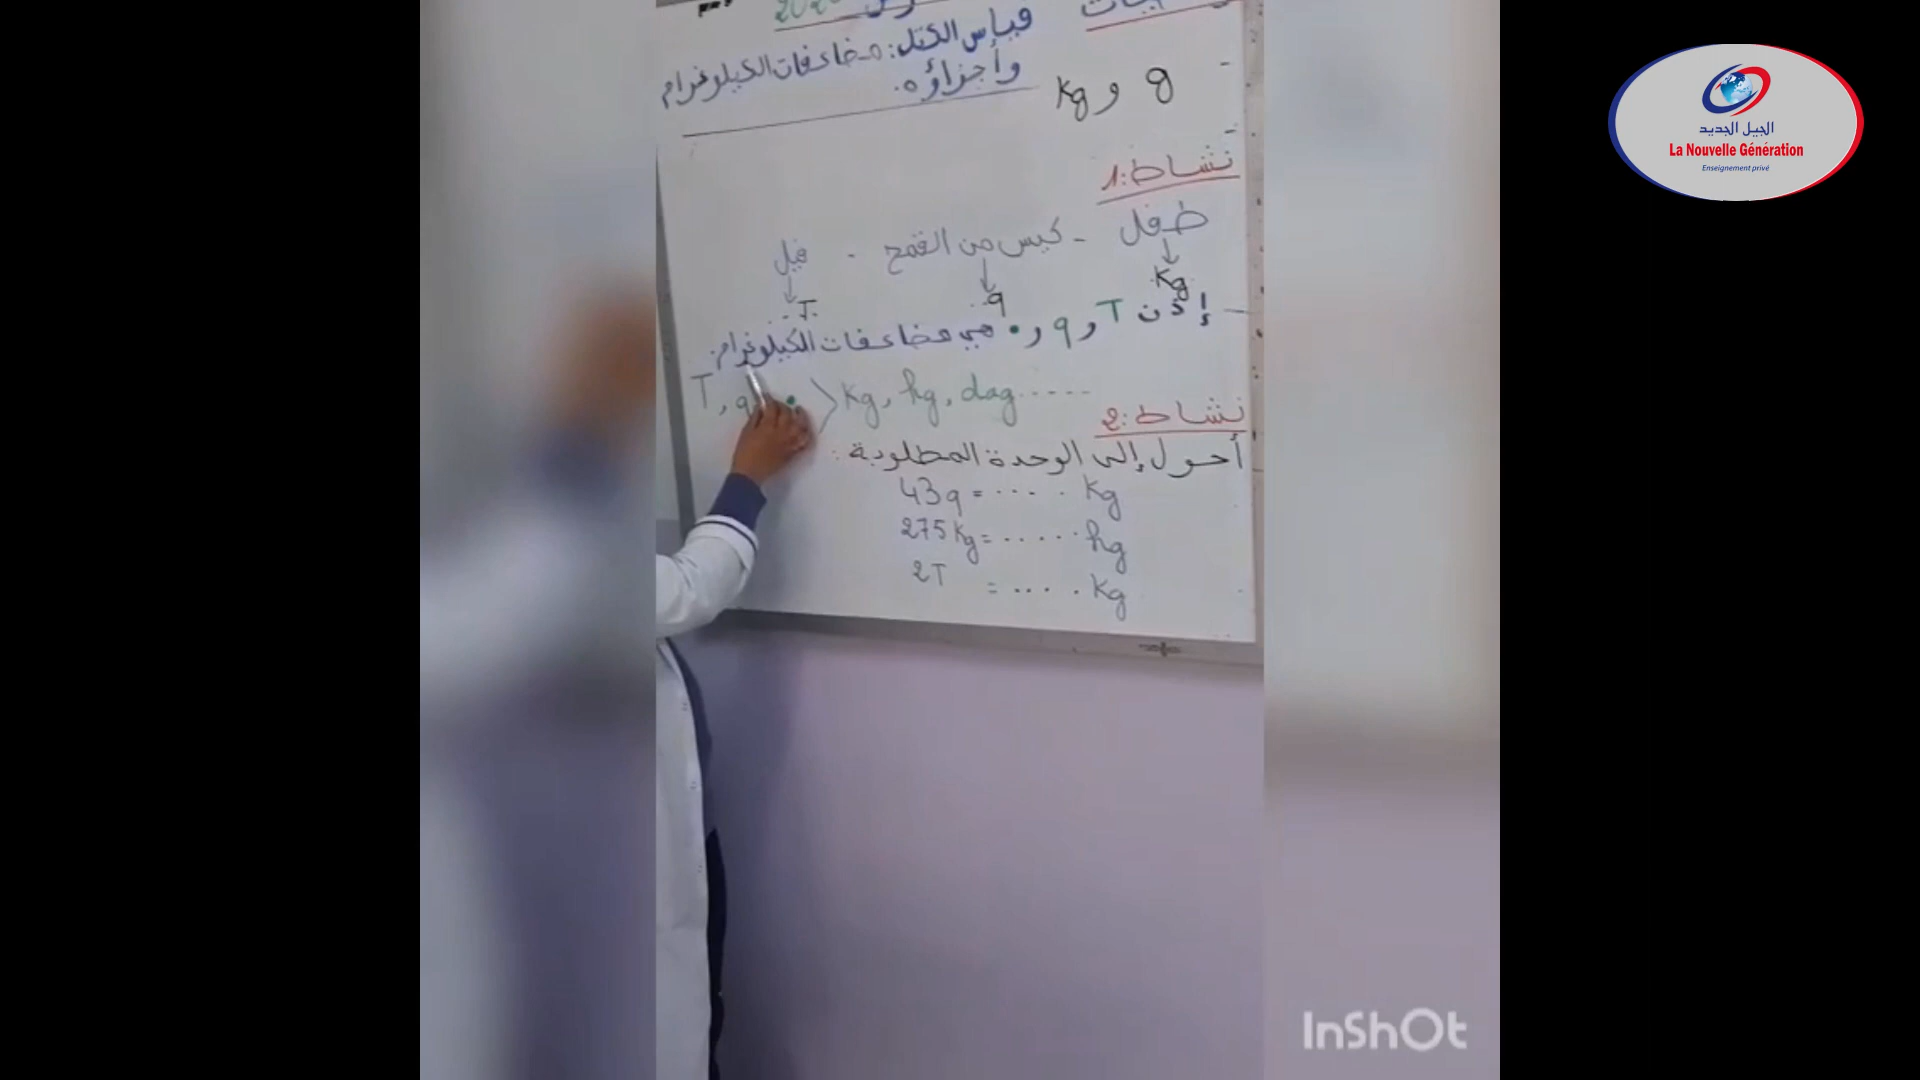 قياس الكتل: مضاعفات الكيلوغرام
وأجزاؤه.
g و Kg
نشاط 1:
طفل - كيس من القمح - فيل
Kg
q
T
إذن T و q و • هي مضاعفات الكيلوغرام.
T, q, • > Kg, hg, dag.....
نشاط 2:
أحول إلى الوحدة المطلوبة:
43q = .... Kg
275Kg = ..... hg
2T = .... Kg
الجيل الجديد
La Nouvelle Génération
Enseignement privé
InShOt